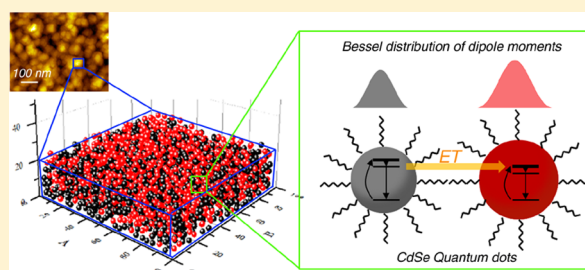 100 nm
Bessel distribution of dipole moments
ET
CdSe Quantum dots